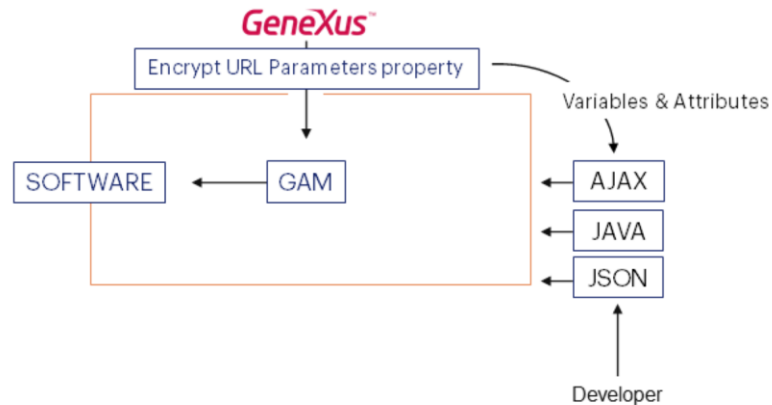 GeneXus™
Encrypt URL Parameters property
Variables & Attributes
SOFTWARE
GAM
AJAX
JAVA
JSON
Developer